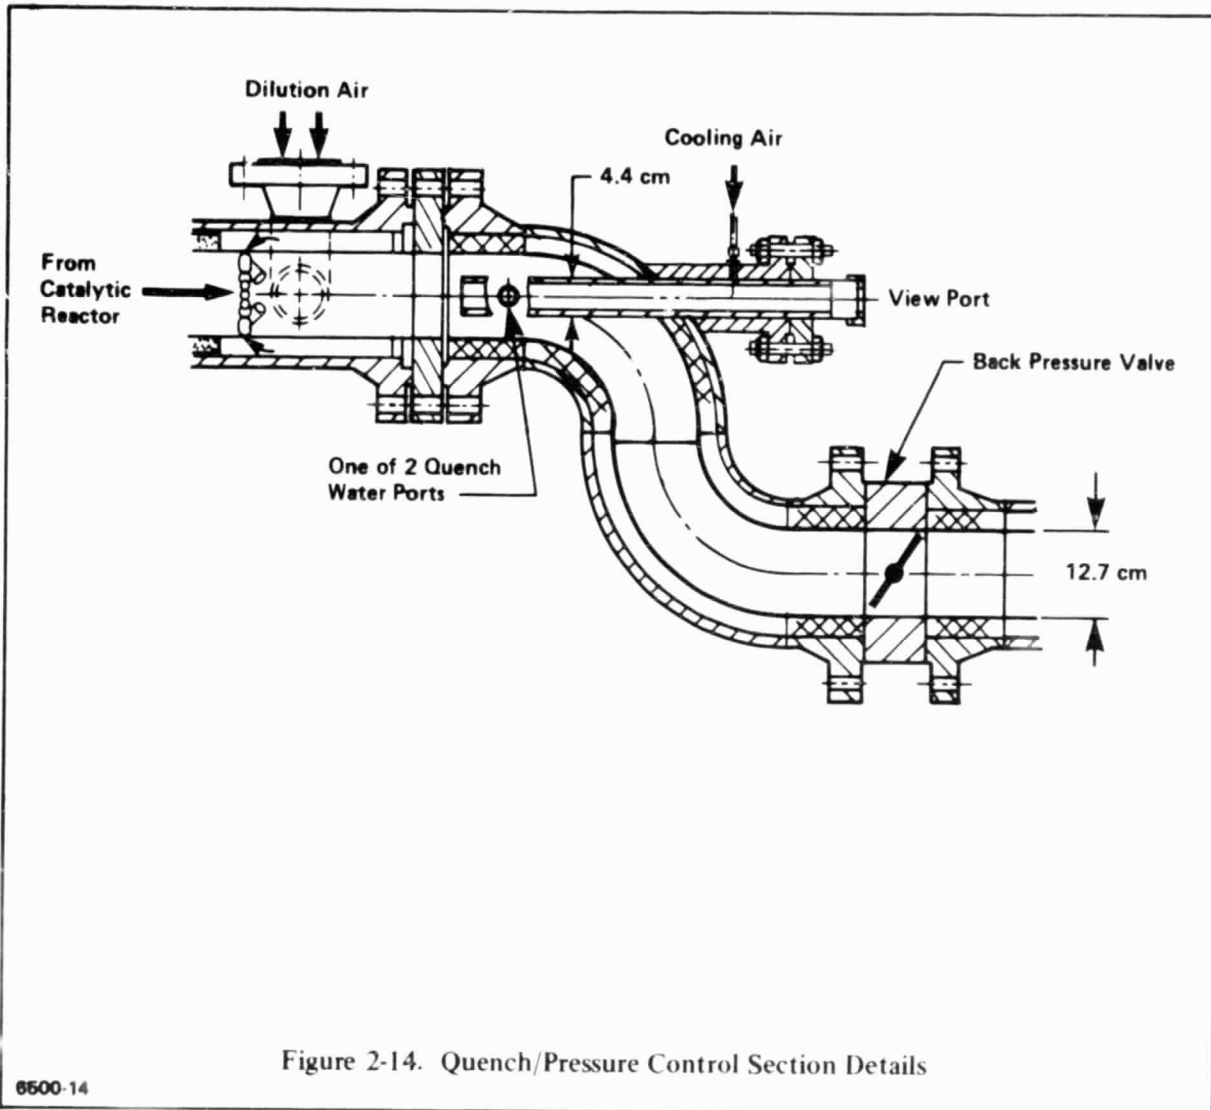 Dilution Air
Cooling Air
4.4 cm
From
Catalytic
Reactor
View Port
Back Pressure Valve
One of 2 Quench
Water Ports
12.7 cm
Figure 2-14. Quench/Pressure Control Section Details
6500-14